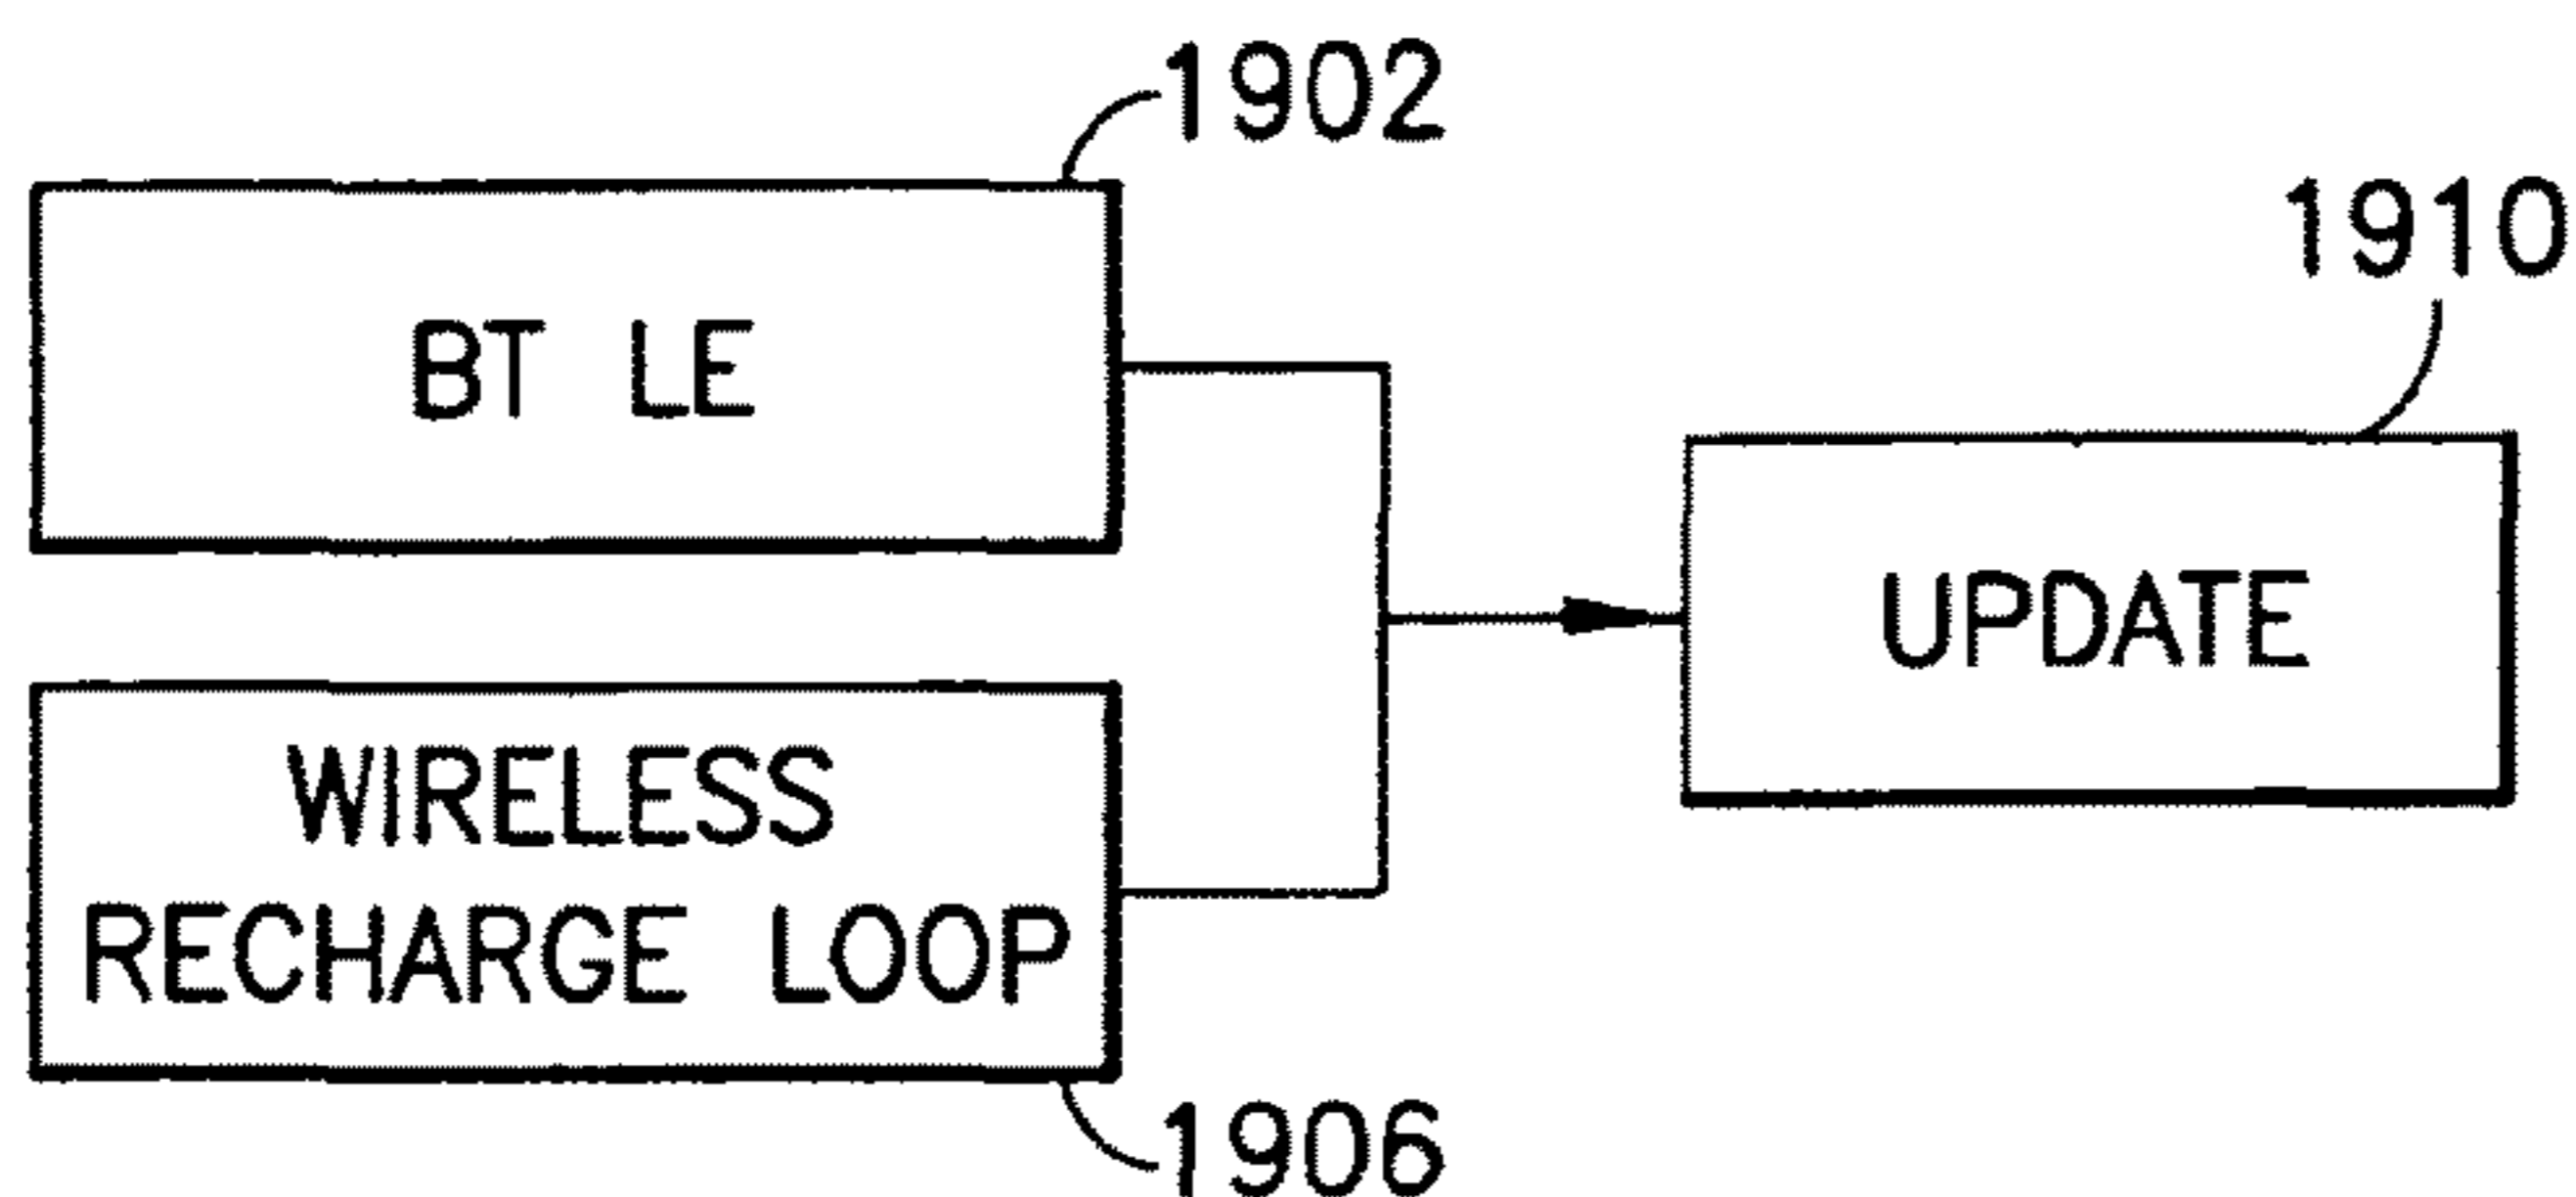 1902
1910
BT LE
UPDATE
WIRELESS
RECHARGE LOOP
1906